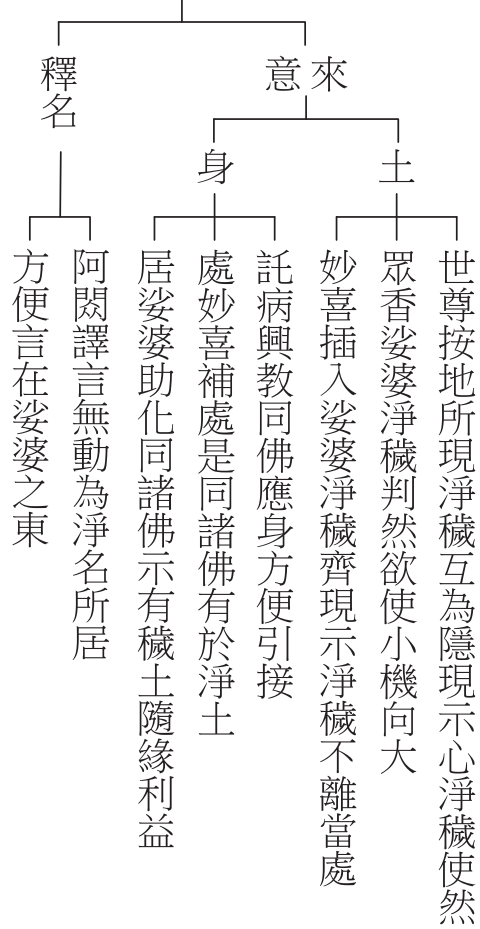 來意
土
世尊按地所現淨穢互為隱現示心淨穢使然
眾香娑婆淨穢判然欲使小機向大
妙喜插入娑婆淨穢齊現示淨穢不離當處
身
託病興教同佛應身方便引接
處妙喜補處是同諸佛有於淨土
居娑婆助化同諸佛示有穢土隨緣利益
釋名
阿閦譯言無動為淨名所居
方便言在娑婆之東